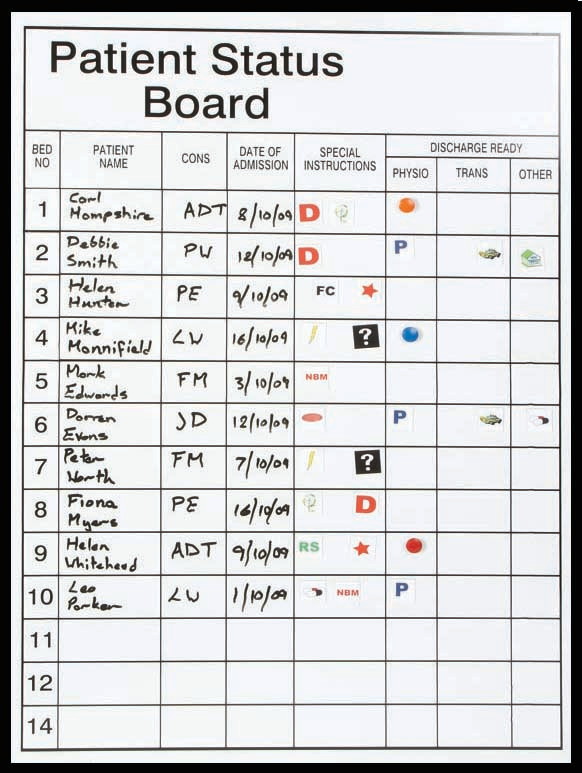 Patient Status
Board
BED NO PATIENT NAME CONS DATE OF ADMISSION SPECIAL INSTRUCTIONS DISCHARGE READY
PHYSIO TRANS OTHER
1 Carl Hampshire ADT 8/10/09 D
2 Debbie Smith PW 12/10/09 D P
3 Helen Hunter PE 9/10/09 FC
4 Mike Mannifield LW 16/10/09 ?
5 Mark Edwards FM 3/10/09 NBM
6 Darran Evans JD 12/10/09 P
7 Peter North FM 7/10/09 ?
8 Fiona Myers PE 16/10/09 D
9 Helen Whitehead ADT 9/10/09 RS
10 Leo Parker LW 1/10/09 NBM P
11
12
14